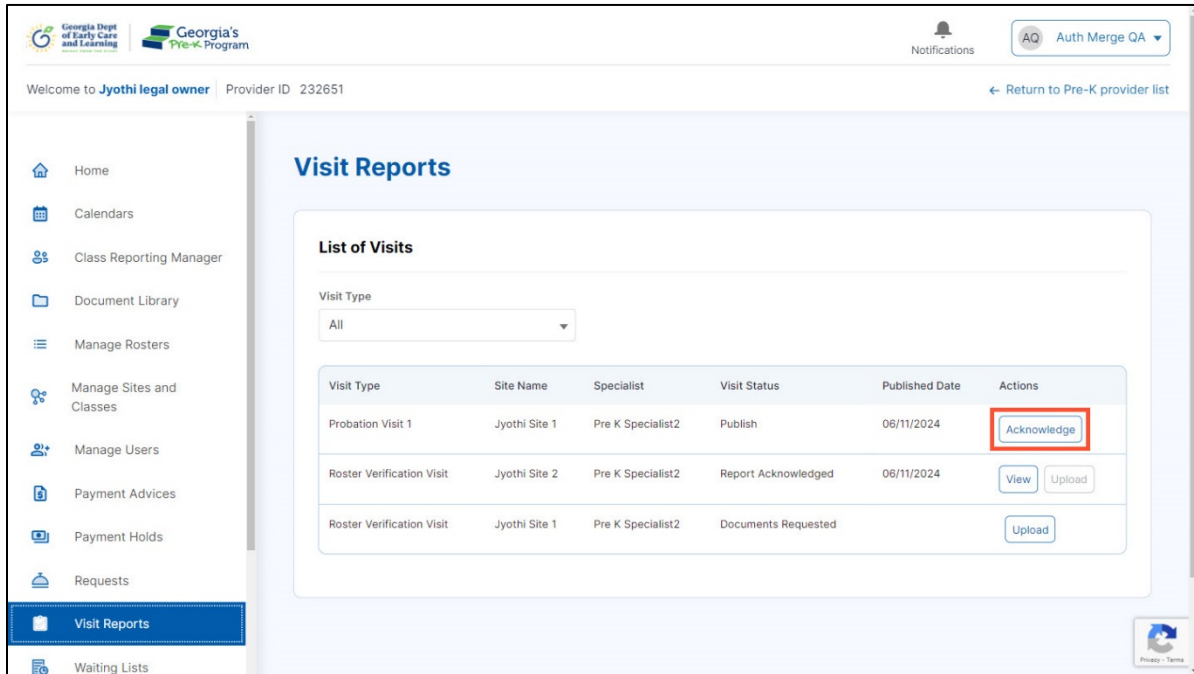 Georgia Dept
of Early Care
and Learning
Georgia's
Pre-K Program
Notifications
AQ Auth Merge QA
Welcome to Jyothi legal owner Provider ID 232651
← Return to Pre-K provider list
Home
Calendars
Class Reporting Manager
Document Library
Manage Rosters
Manage Sites and
Classes
Manage Users
Payment Advices
Payment Holds
Requests
Visit Reports
Waiting Lists
Visit Reports
List of Visits
Visit Type
All
Visit Type Site Name Specialist Visit Status Published Date Actions
Probation Visit 1 Jyothi Site 1 Pre K Specialist2 Publish 06/11/2024 Acknowledge
Roster Verification Visit Jyothi Site 2 Pre K Specialist2 Report Acknowledged 06/11/2024 View Upload
Roster Verification Visit Jyothi Site 1 Pre K Specialist2 Documents Requested Upload
Privacy - Terms